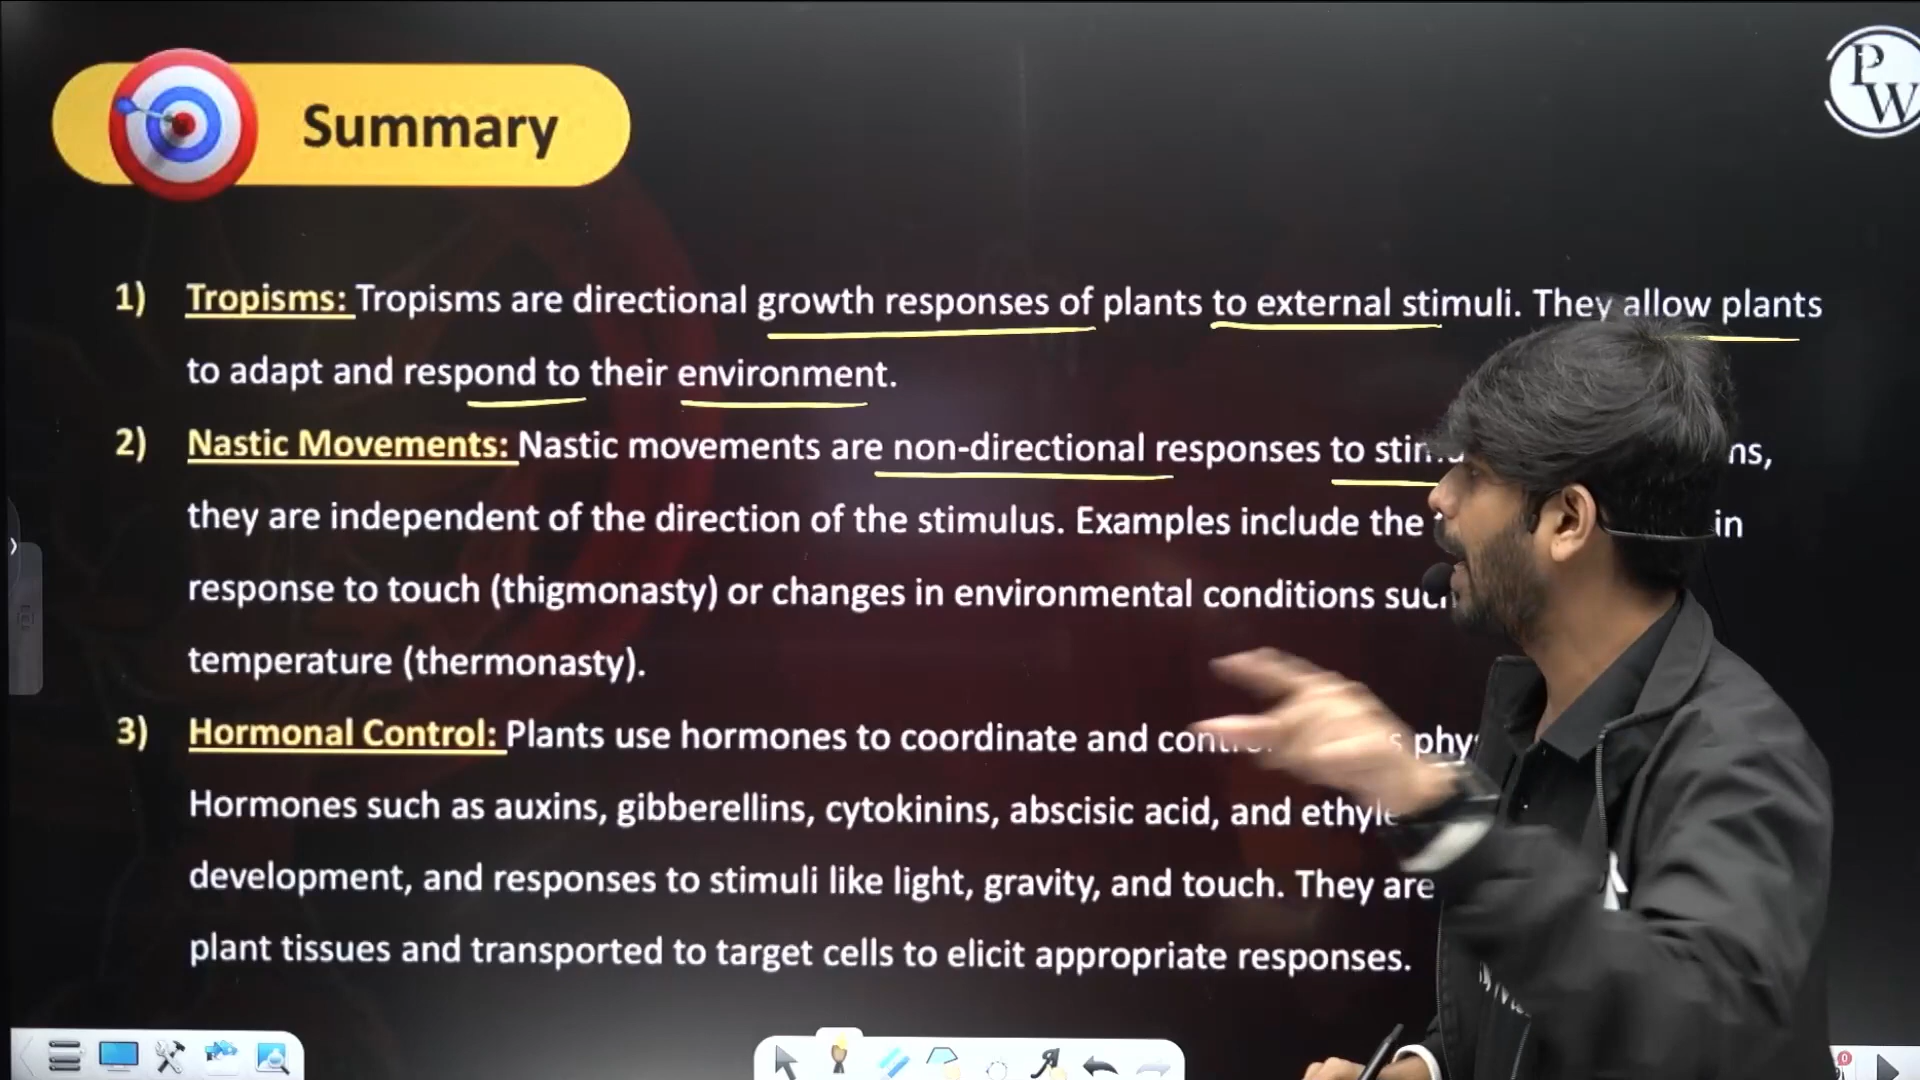 Summary
PW
1) Tropisms: Tropisms are directional growth responses of plants to external stimuli. They allow plants
to adapt and respond to their environment.
2) Nastic Movements: Nastic movements are non-directional responses to ns,
they are independent of the direction of the stimulus. Examples include the in
response to touch (thigmonasty) or changes in environmental conditions
temperature (thermonasty).
3) Hormonal Control: Plants use hormones to coordinate and
Hormones such as auxins, gibberellins, cytokinins, abscisic acid, and
development, and responses to stimuli like light, gravity, and touch. They are
plant tissues and transported to target cells to elicit appropriate responses.